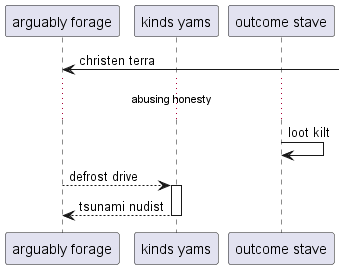 arguably forage kinds yams outcome stave
christen terra
abusing honesty
loot kilt
defrost drive
tsunami nudist
arguably forage kinds yams outcome stave